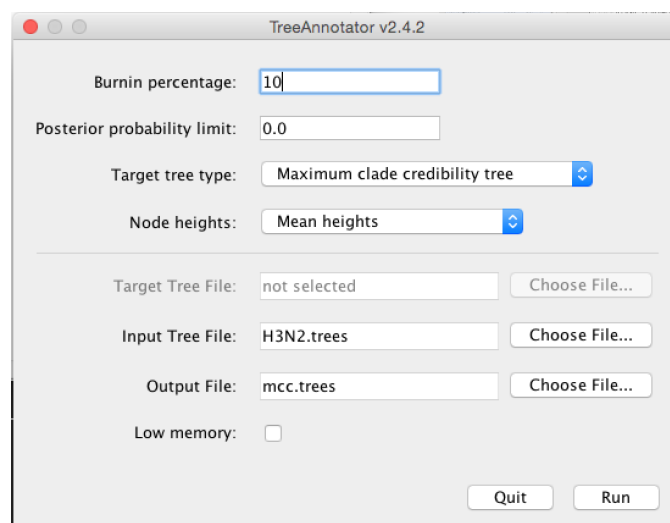 TreeAnnotator v2.4.2
Burnin percentage: 10
Posterior probability limit: 0.0
Target tree type: Maximum clade credibility tree
Node heights: Mean heights
Target Tree File: not selected Choose File...
Input Tree File: H3N2.trees Choose File...
Output File: mcc.trees Choose File...
Low memory:
Quit Run